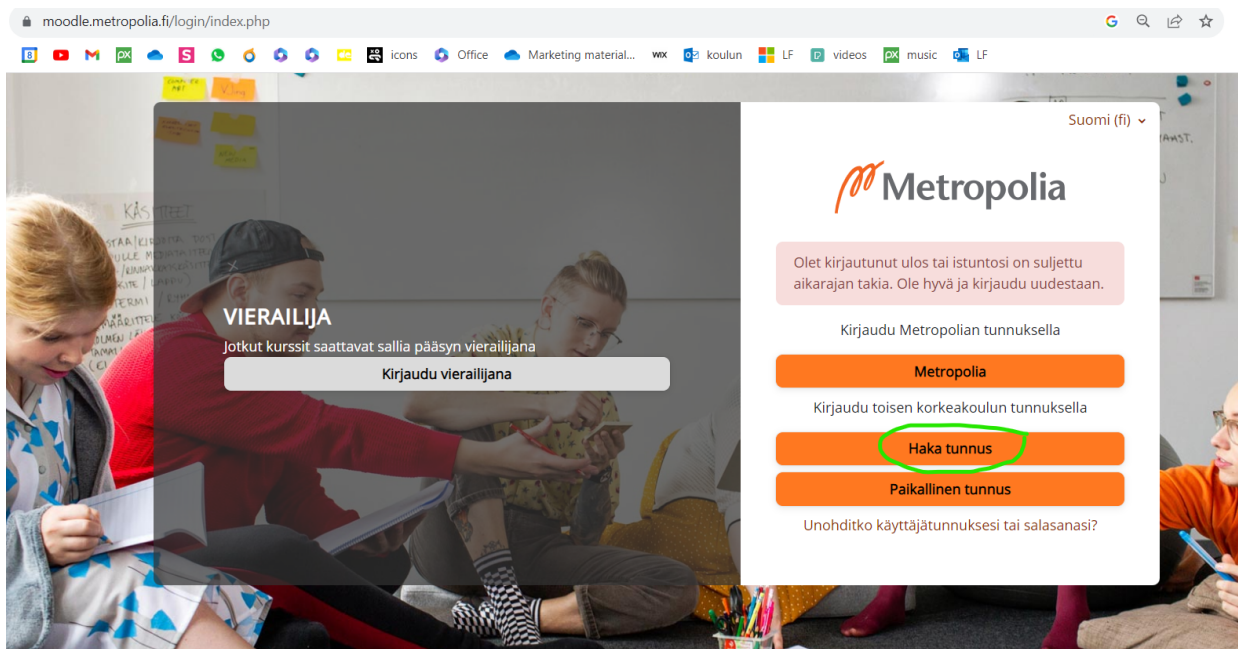 moodle.metropolia.fi/login/index.php
icons Office Marketing material... WIX koulun LF videos music LF
Suomi (fi)
Metropolia
Olet kirjautunut ulos tai istuntosi on suljettu
aikarajan takia. Ole hyvä ja kirjaudu uudestaan.
Kirjaudu Metropolian tunnuksella
Metropolia
Kirjaudu toisen korkeakoulun tunnuksella
Haka tunnus
Paikallinen tunnus
Unohditko käyttäjätunnuksesi tai salasanasi?
VIERAILIJA
Jotkut kurssit saattavat sallia pääsyn vierailijana
Kirjaudu vierailijana
KÄSITTEET